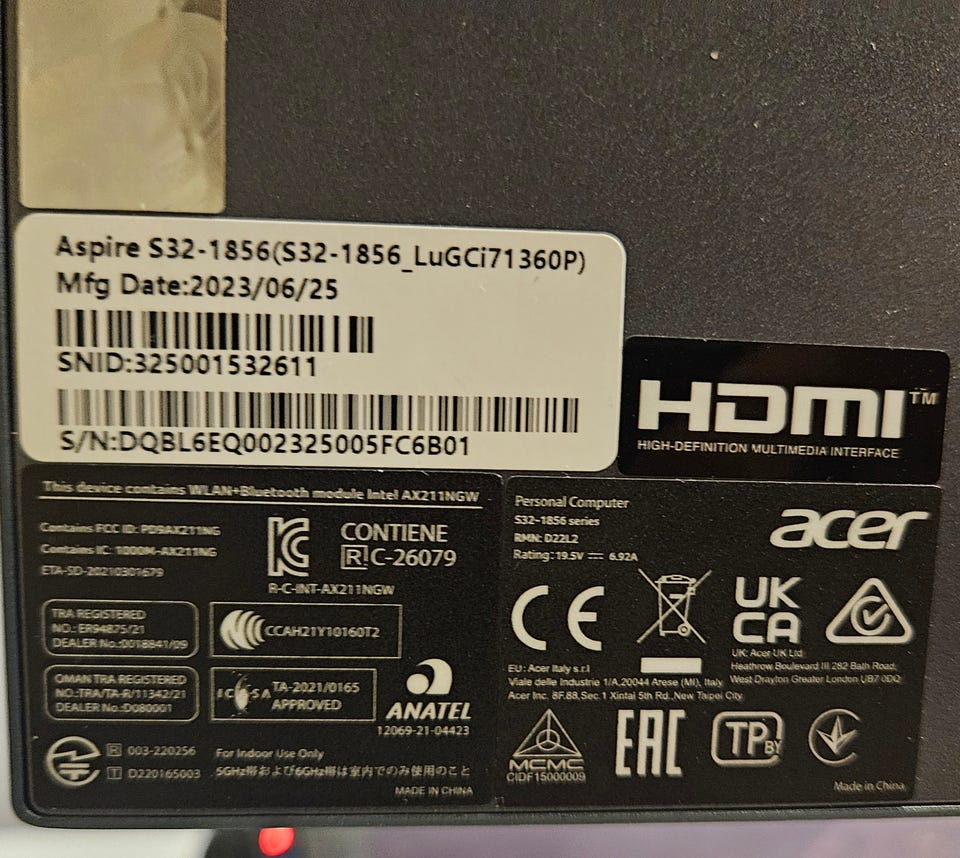 Aspire S32-1856(S32-1856_LuGCi71360P)
Mfg Date:2023/06/25
SNID:325001532611
S/N:DQBL6EQ002325005FC6B01
HDMI™
HIGH-DEFINITION MULTIMEDIA INTERFACE
This device contains WLAN+Bluetooth module Intel AX211NGW
Contains FCC ID: PD9AX211NG
Contains IC: 1000M-AX211NG
ETA-SD-20210301679
KC
R-C-INT-AX211NGW
CONTIENE
R C-26079
TRA REGISTERED
NO.: ER94875/21
DEALER No.:0018841/09
CCAH21Y10160T2
OMAN TRA REGISTERED
NO.:TRA/TA-R/11342/21
DEALER No.:D080001
ICASA TA-2021/0165
APPROVED
ANATEL
12069-21-04423
R 003-220256
T D220165003
For Indoor Use Only
5GHz帯および6GHz帯は室内でのみ使用のこと
MADE IN CHINA
Personal Computer
S32-1856 series
RMN: D22L2
Rating: 19.5V 6.92A
acer
CE
UK
CA
UK: Acer UK Ltd
Heathrow Boulevard III 282 Bath Road,
West Drayton Greater London UB7 0DQ
EU: Acer Italy s.r.l
Viale delle Industrie 1/A,20044 Arese (MI), Italy
Acer Inc. 8F.88,Sec.1 Xintai 5th Rd.,New Taipei City
MCMC
CIDF15000009
EAC
TP BY
Made in China